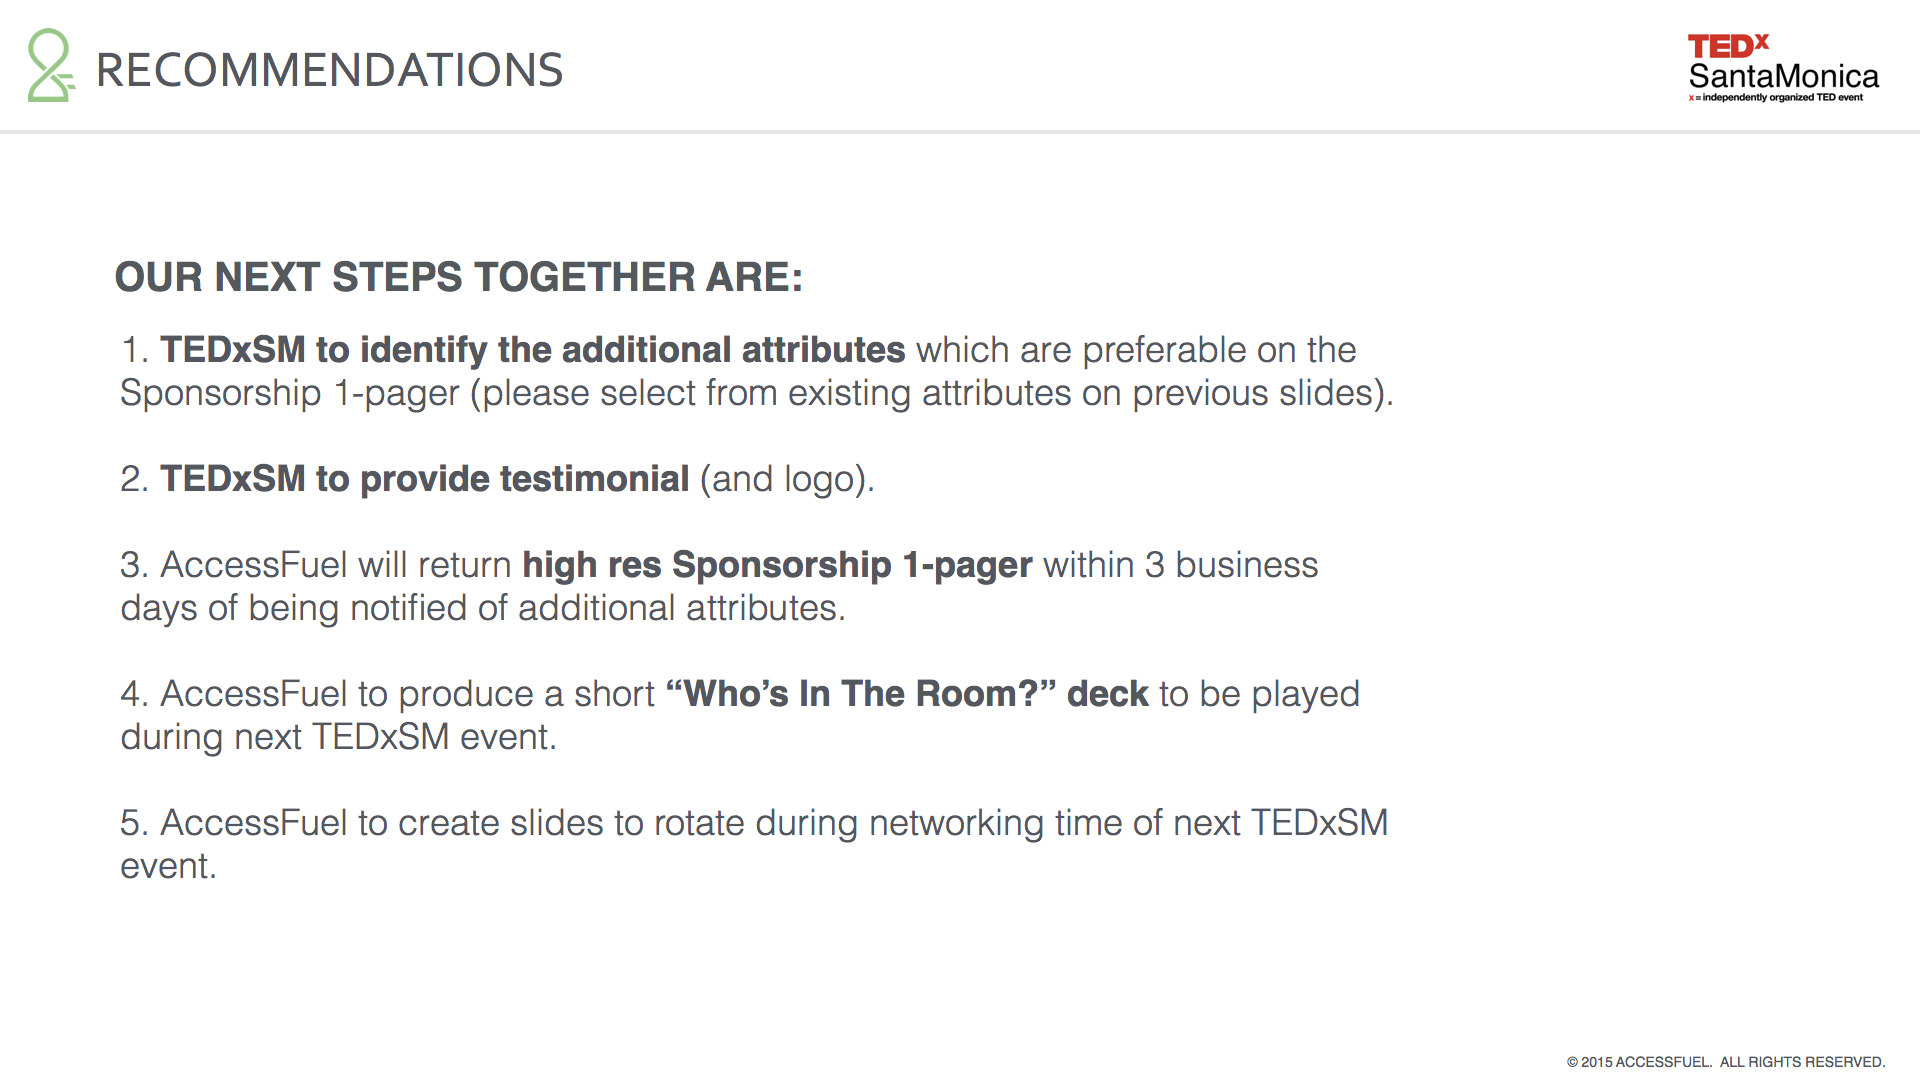 RECOMMENDATIONS
TEDx
SantaMonica
x = independently organized TED event
OUR NEXT STEPS TOGETHER ARE:
1. TEDxSM to identify the additional attributes which are preferable on the
Sponsorship 1-pager (please select from existing attributes on previous slides).
2. TEDxSM to provide testimonial (and logo).
3. AccessFuel will return high res Sponsorship 1-pager within 3 business
days of being notified of additional attributes.
4. AccessFuel to produce a short “Who’s In The Room?” deck to be played
during next TEDxSM event.
5. AccessFuel to create slides to rotate during networking time of next TEDxSM
event.
© 2015 ACCESSFUEL. ALL RIGHTS RESERVED.